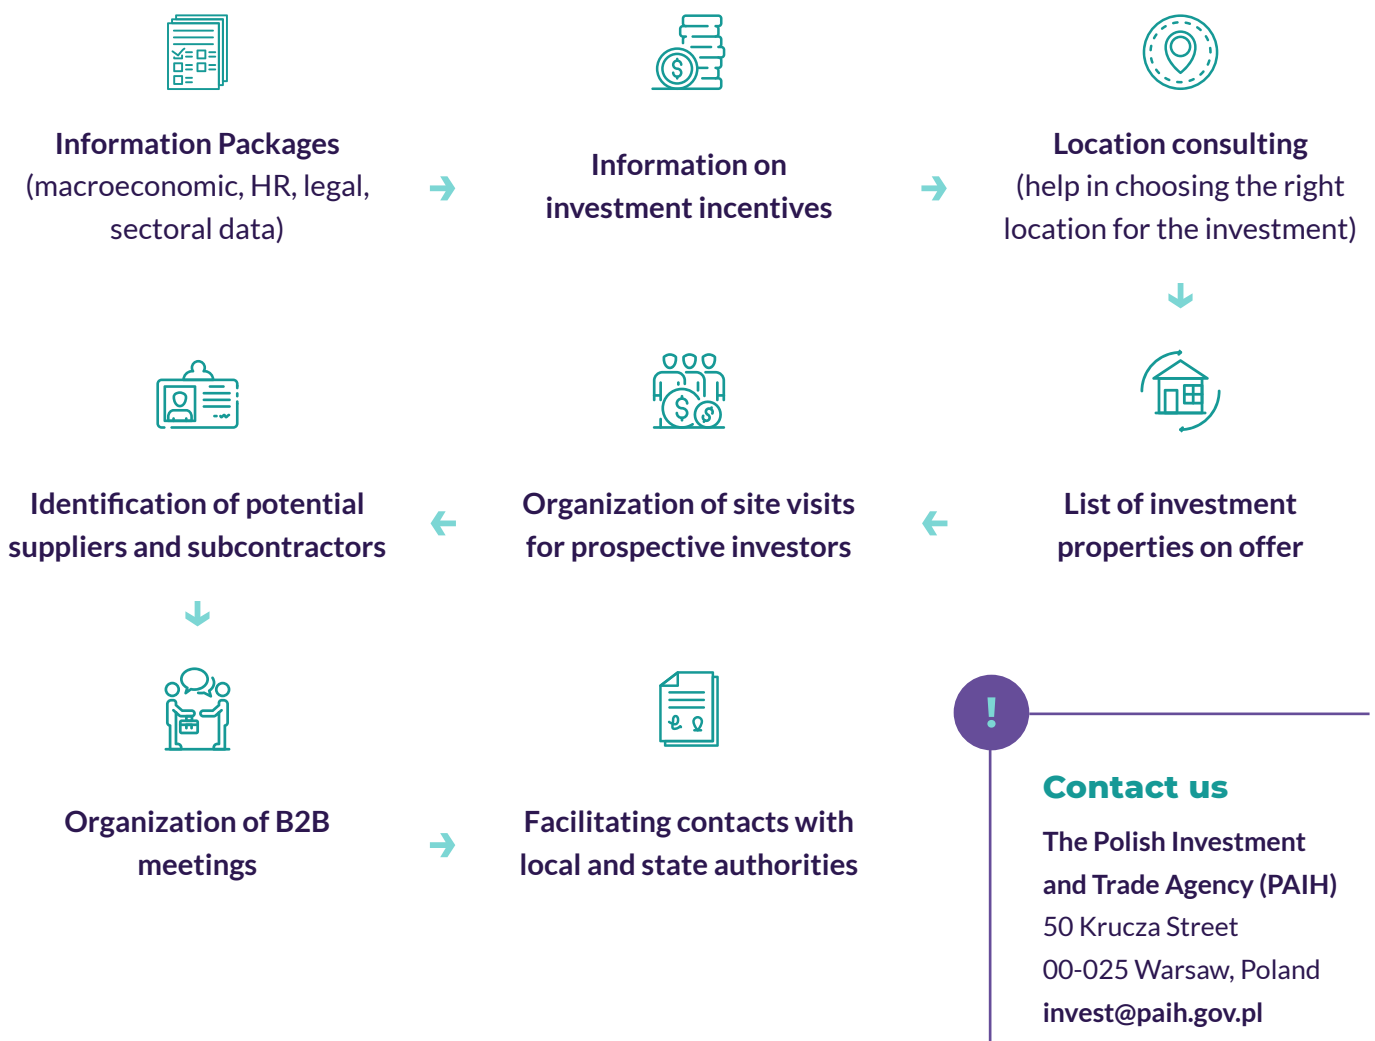 Information Packages
(macroeconomic, HR, legal,
sectoral data)
Information on
investment incentives
Location consulting
(help in choosing the right
location for the investment)
List of investment
properties on offer
Organization of site visits
for prospective investors
Identification of potential
suppliers and subcontractors
Organization of B2B
meetings
Facilitating contacts with
local and state authorities
!
Contact us
The Polish Investment
and Trade Agency (PAIH)
50 Krucza Street
00-025 Warsaw, Poland
invest@paih.gov.pl